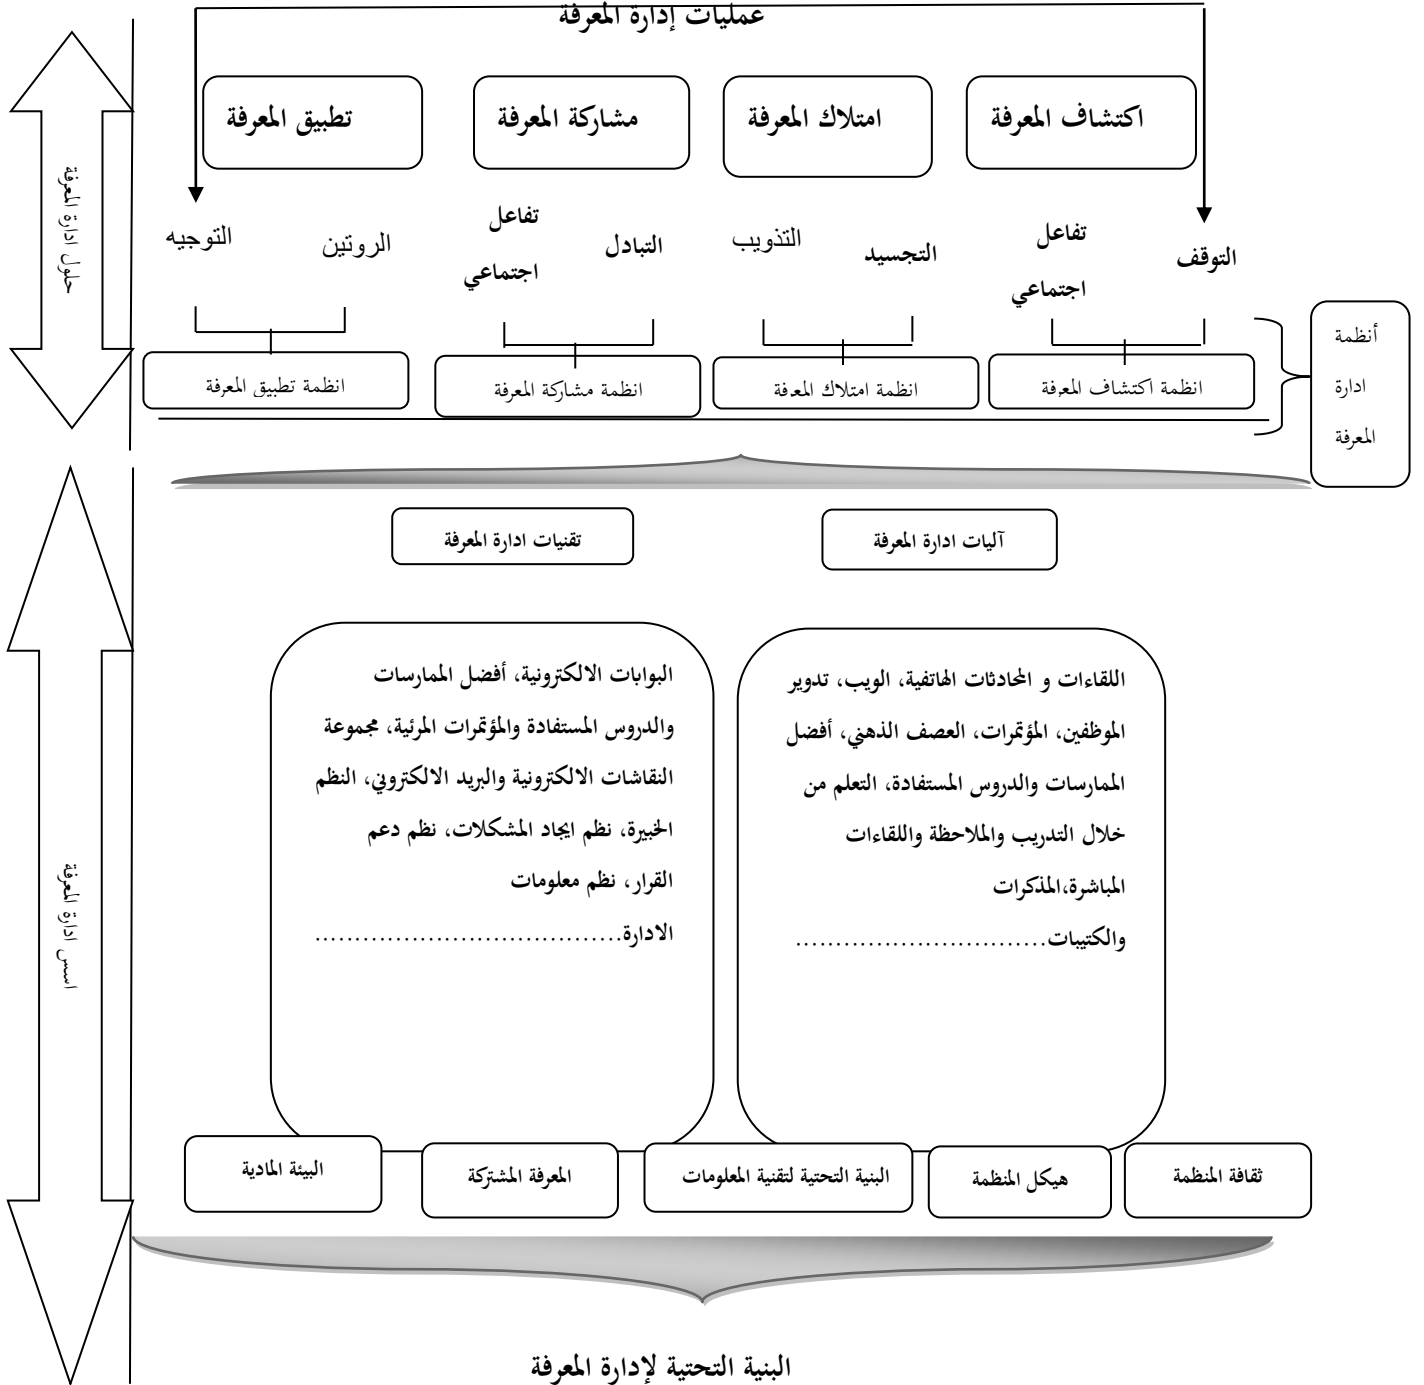 عمليات إدارة المعرفة
اكتشاف المعرفة
امتلاك المعرفة
مشاركة المعرفة
تطبيق المعرفة
حلول ادارة المعرفة
التوقف
تفاعل
اجتماعي
التجسيد
التذويب
التبادل
تفاعل
اجتماعي
الروتين
التوجيه
أنظمة
ادارة
المعرفة
انظمة اكتشاف المعرفة
انظمة امتلاك المعرفة
انظمة مشاركة المعرفة
انظمة تطبيق المعرفة
آليات ادارة المعرفة
تقنيات ادارة المعرفة
اللقاءات و المحادثات الهاتفية، الويب، تدوير
الموظفين، المؤتمرات، العصف الذهني، أفضل
الممارسات والدروس المستفادة، التعلم من
خلال التدريب والملاحظة واللقاءات
المباشرة،المذكرات
والكتيبات................................
البوابات الالكترونية، أفضل الممارسات
والدروس المستفادة والمؤتمرات المرئية، مجموعة
النقاشات الالكترونية والبريد الالكتروني، النظم
الخبيرة، نظم ايجاد المشكلات، نظم دعم
القرار، نظم معلومات
الادارة.......................................
اسس ادارة المعرفة
ثقافة المنظمة
هيكل المنظمة
البنية التحتية لتقنية المعلومات
المعرفة المشتركة
البيئة المادية
البنية التحتية لإدارة المعرفة